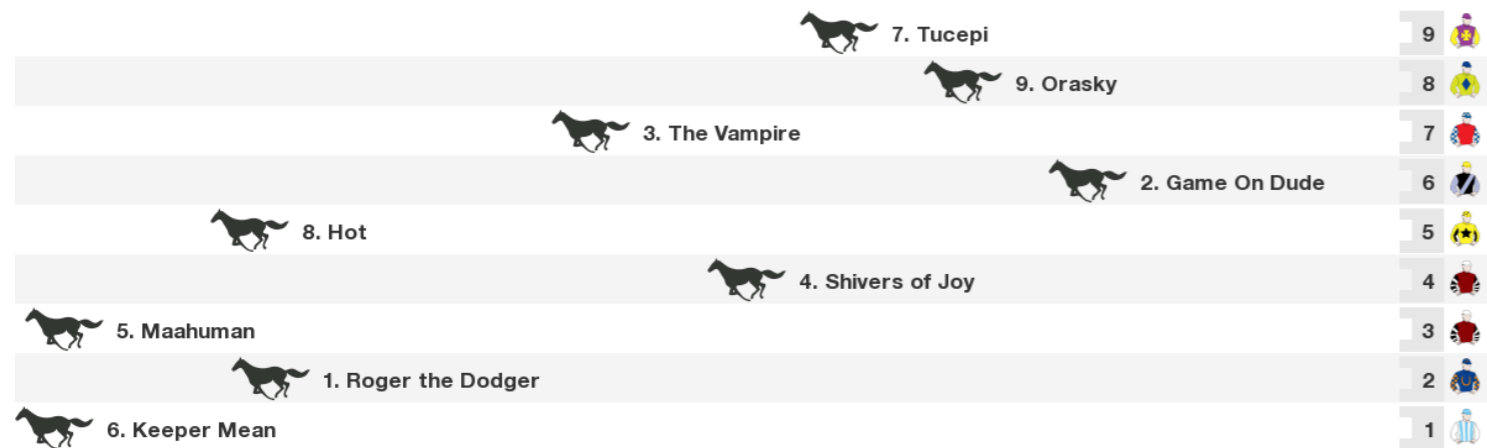 7. Tucepi 9
9. Orasky 8
3. The Vampire 7
2. Game On Dude 6
8. Hot 5
4. Shivers of Joy 4
5. Maahuman 3
1. Roger the Dodger 2
6. Keeper Mean 1